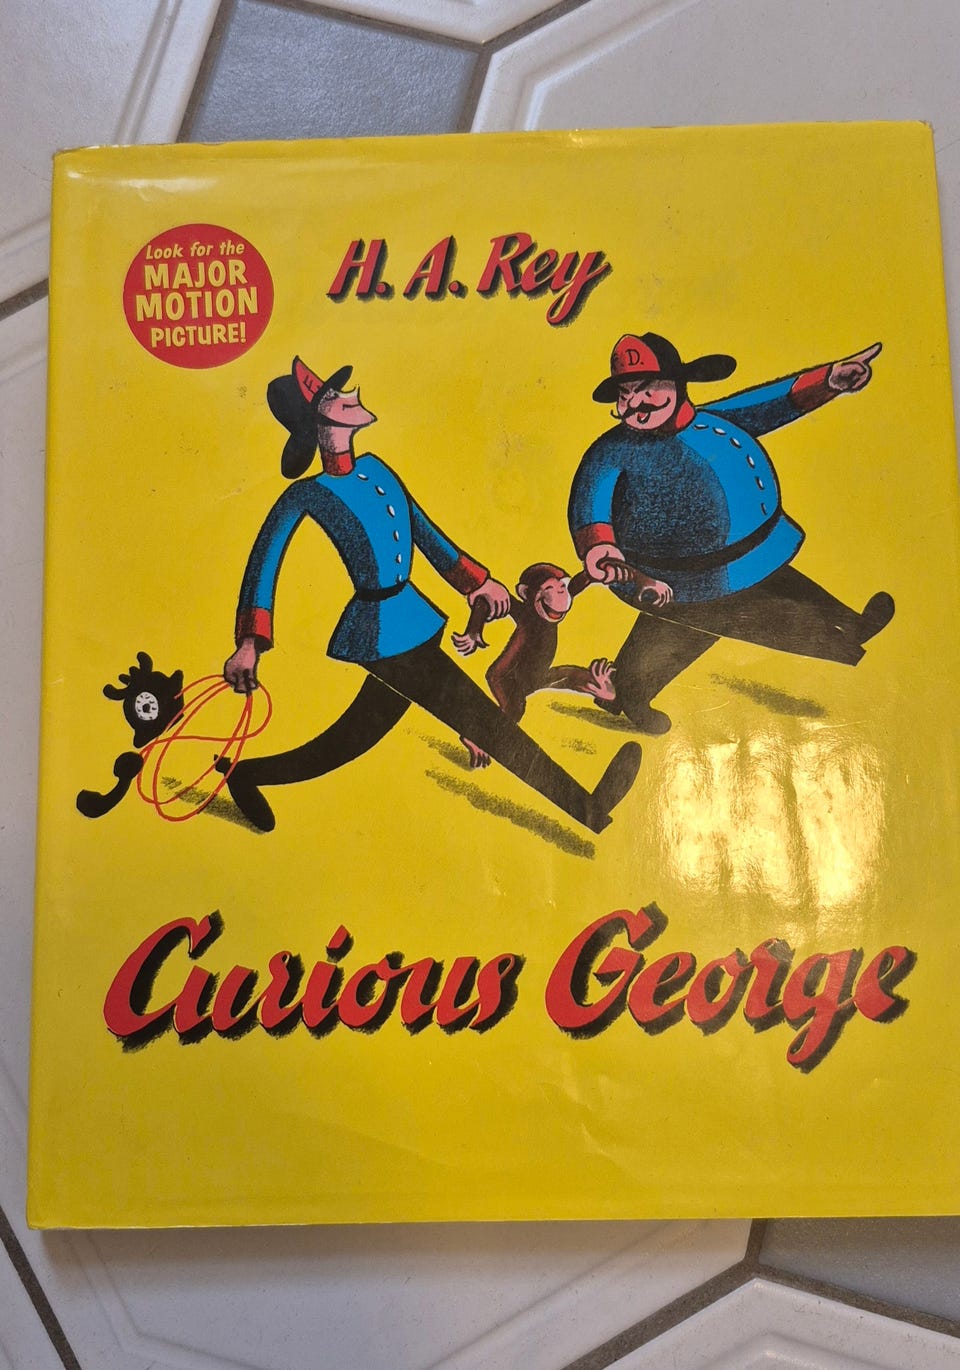 Look for the
MAJOR
MOTION
PICTURE!
H. A. Rey
F.
D.
Curious George